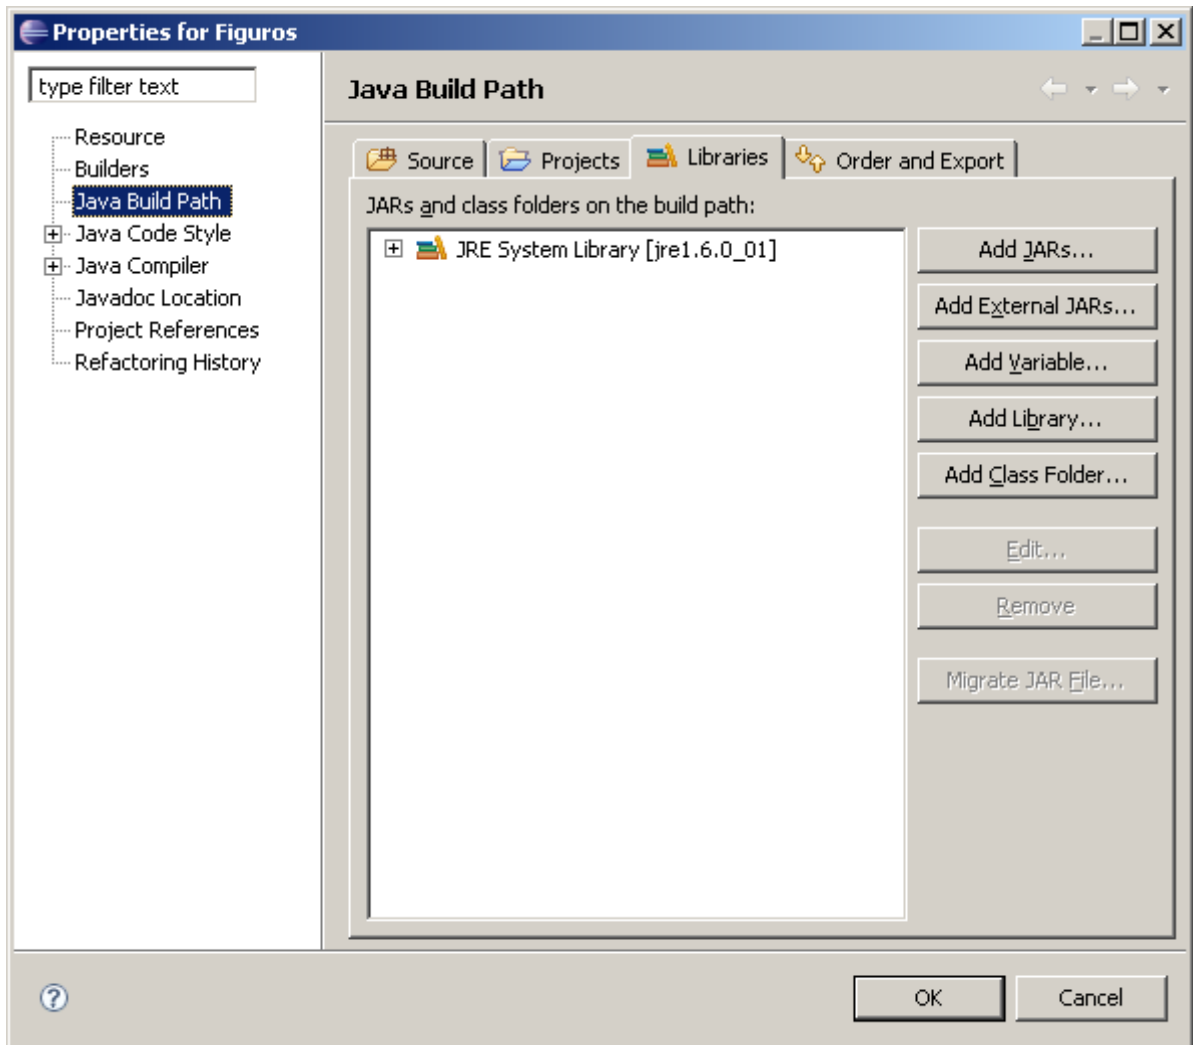 Properties for Figuros
type filter text
Resource
Builders
Java Build Path
Java Code Style
Java Compiler
Javadoc Location
Project References
Refactoring History
Java Build Path
Source
Projects
Libraries
Order and Export
JARs and class folders on the build path:
JRE System Library [jre1.6.0_01]
Add JARs...
Add External JARs...
Add Variable...
Add Library...
Add Class Folder...
Edit...
Remove
Migrate JAR File...
OK
Cancel